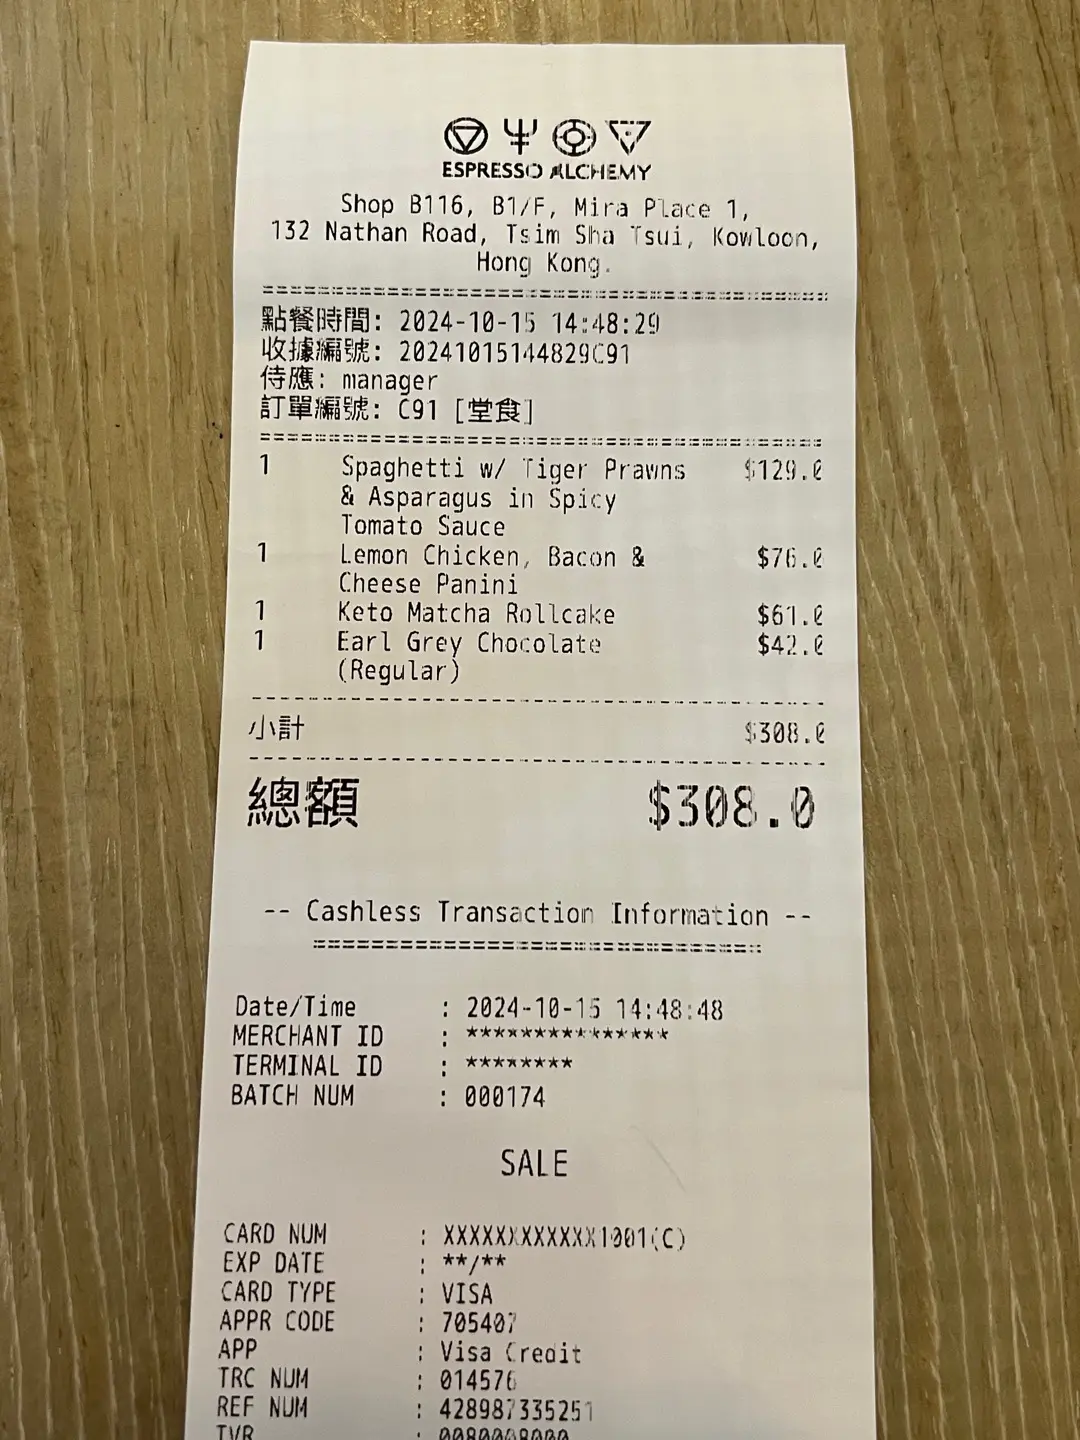 ESPRESSO ALCHEMY
Shop B116, B1/F, Mira Place 1,
132 Nathan Road, Tsim Sha Tsui, Kowloon,
Hong Kong.
點餐時間: 2024-10-15 14:48:29
收據編號: 20241015144829C91
侍應: manager
訂單編號: C91 [堂食]
1 Spaghetti w/ Tiger Prawns $129.0
& Asparagus in Spicy
Tomato Sauce
1 Lemon Chicken, Bacon & $76.0
Cheese Panini
1 Keto Matcha Rollcake $61.0
1 Earl Grey Chocolate $42.0
(Regular)
小計 $308.0
總額 $308.0
-- Cashless Transaction Information --
Date/Time : 2024-10-15 14:48:48
MERCHANT ID : ***************
TERMINAL ID : ********
BATCH NUM : 000174
SALE
CARD NUM : XXXXXXXXXXXX1001(C)
EXP DATE : **/**
CARD TYPE : VISA
APPR CODE : 705407
APP : Visa Credit
TRC NUM : 014576
REF NUM : 428987335251
TVR : 0080008000